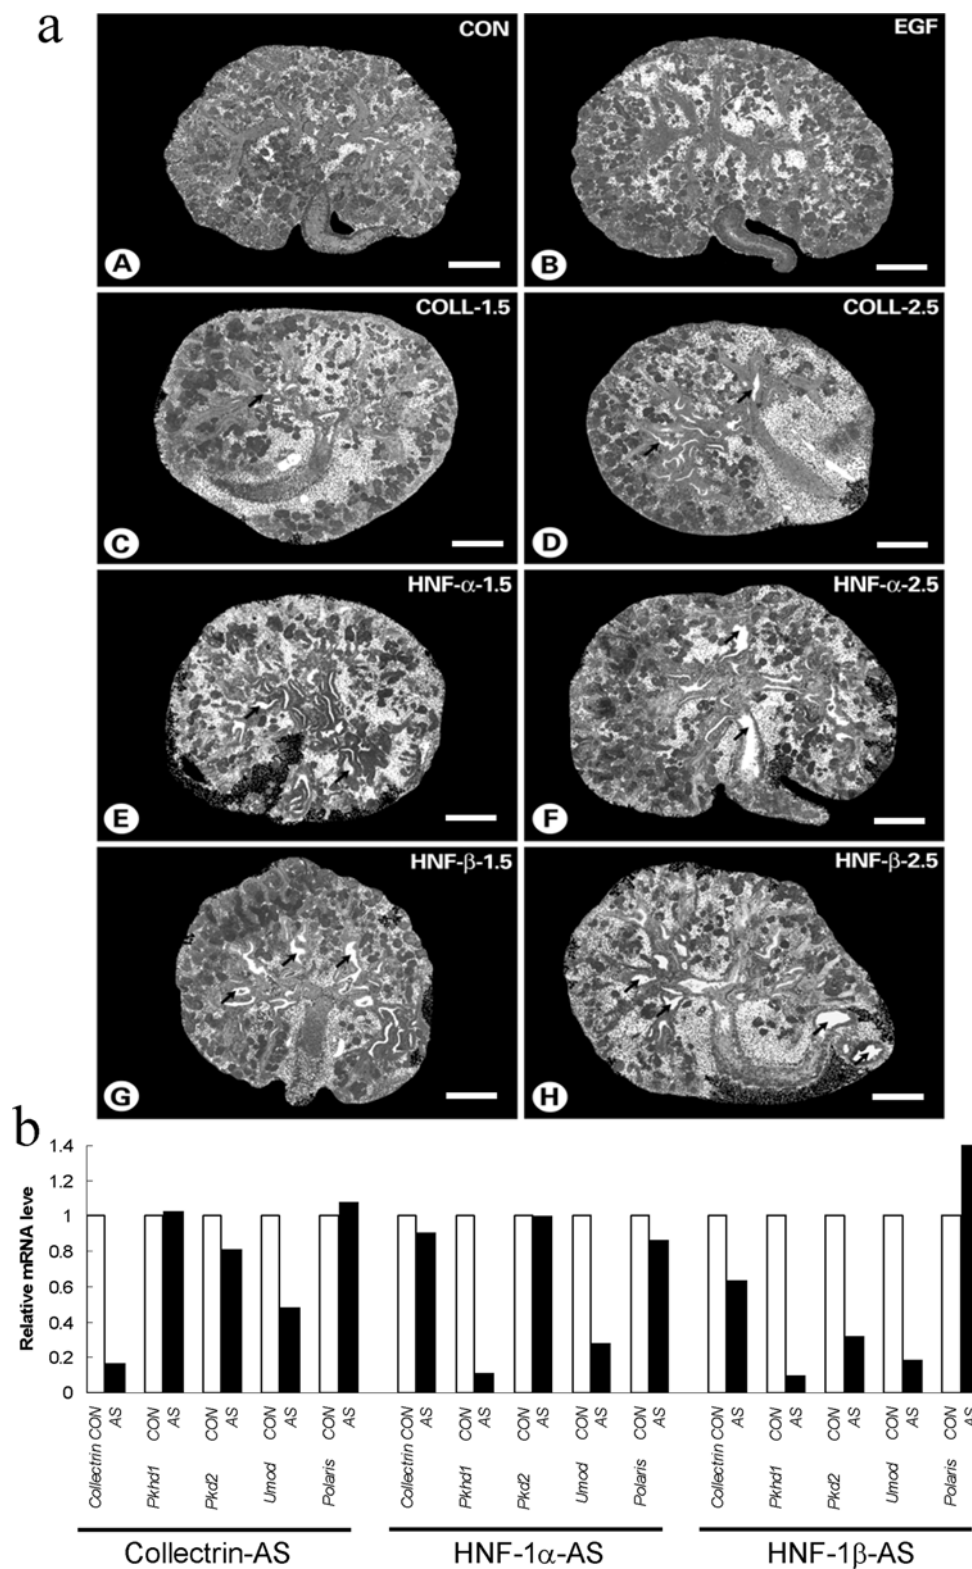 a
CON
EGF
A
B
COLL-1.5
COLL-2.5
C
D
HNF-α-1.5
HNF-α-2.5
E
F
HNF-β-1.5
HNF-β-2.5
G
H
b
Relative mRNA leve
1.4
1.2
1
0.8
0.6
0.4
0.2
0
Collectrin CON
AS
Pkhd1 CON
AS
Pkd2 CON
AS
Umod CON
AS
Polaris CON
AS
Collectrin CON
AS
Pkhd1 CON
AS
Pkd2 CON
AS
Umod CON
AS
Polaris CON
AS
Collectrin CON
AS
Pkhd1 CON
AS
Pkd2 CON
AS
Umod CON
AS
Polaris CON
AS
Collectrin-AS
HNF-1α-AS
HNF-1β-AS